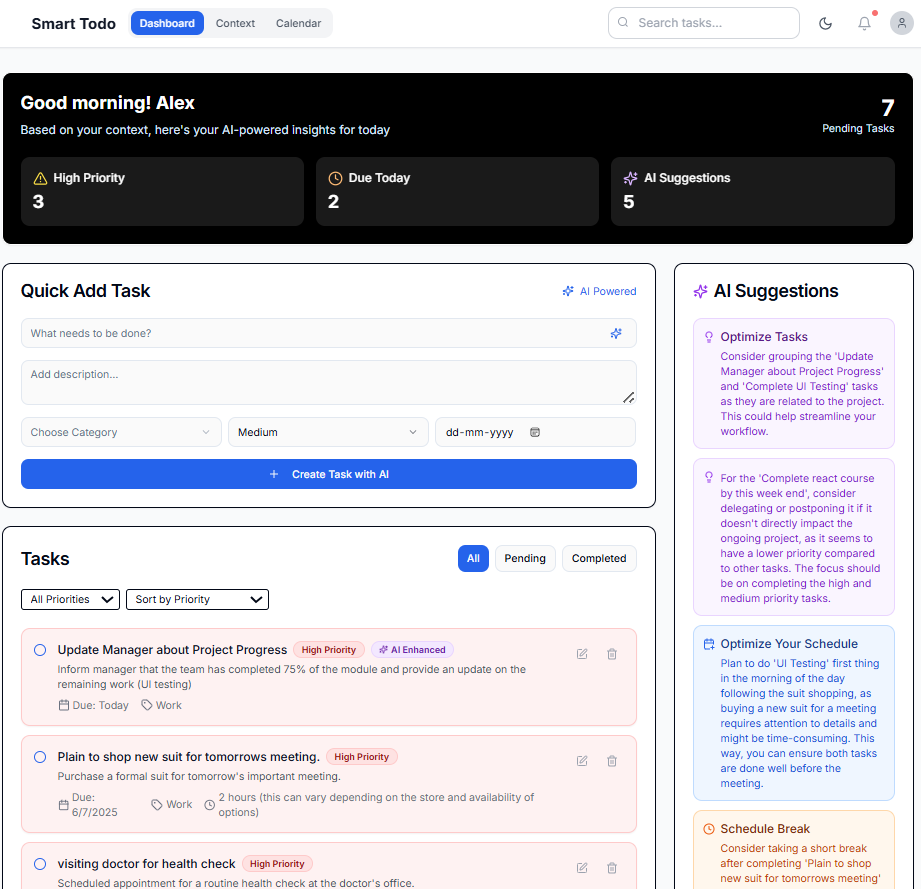 Smart Todo
Dashboard
Context
Calendar
Search tasks...
Good morning! Alex
Based on your context, here's your AI-powered insights for today
7
Pending Tasks
High Priority
3
Due Today
2
AI Suggestions
5
Quick Add Task
AI Powered
What needs to be done?
Add description...
Choose Category
Medium
dd-mm-yyyy
+ Create Task with AI
Tasks
All
Pending
Completed
All Priorities
Sort by Priority
Update Manager about Project Progress
High Priority
AI Enhanced
Inform manager that the team has completed 75% of the module and provide an update on the
remaining work (UI testing)
Due: Today
Work
Plain to shop new suit for tomorrows meeting.
High Priority
Purchase a formal suit for tomorrow's important meeting.
Due:
6/7/2025
Work
2 hours (this can vary depending on the store and availability of
options)
visiting doctor for health check
High Priority
Scheduled appointment for a routine health check at the doctor's office.
AI Suggestions
Optimize Tasks
Consider grouping the 'Update
Manager about Project Progress'
and 'Complete UI Testing' tasks
as they are related to the project.
This could help streamline your
workflow.
For the 'Complete react course
by this week end', consider
delegating or postponing it if it
doesn't directly impact the
ongoing project, as it seems to
have a lower priority compared
to other tasks. The focus should
be on completing the high and
medium priority tasks.
Optimize Your Schedule
Plan to do 'UI Testing' first thing
in the morning of the day
following the suit shopping, as
buying a new suit for a meeting
requires attention to details and
might be time-consuming. This
way, you can ensure both tasks
are done well before the
meeting.
Schedule Break
Consider taking a short break
after completing 'Plain to shop
new suit for tomorrows meeting'